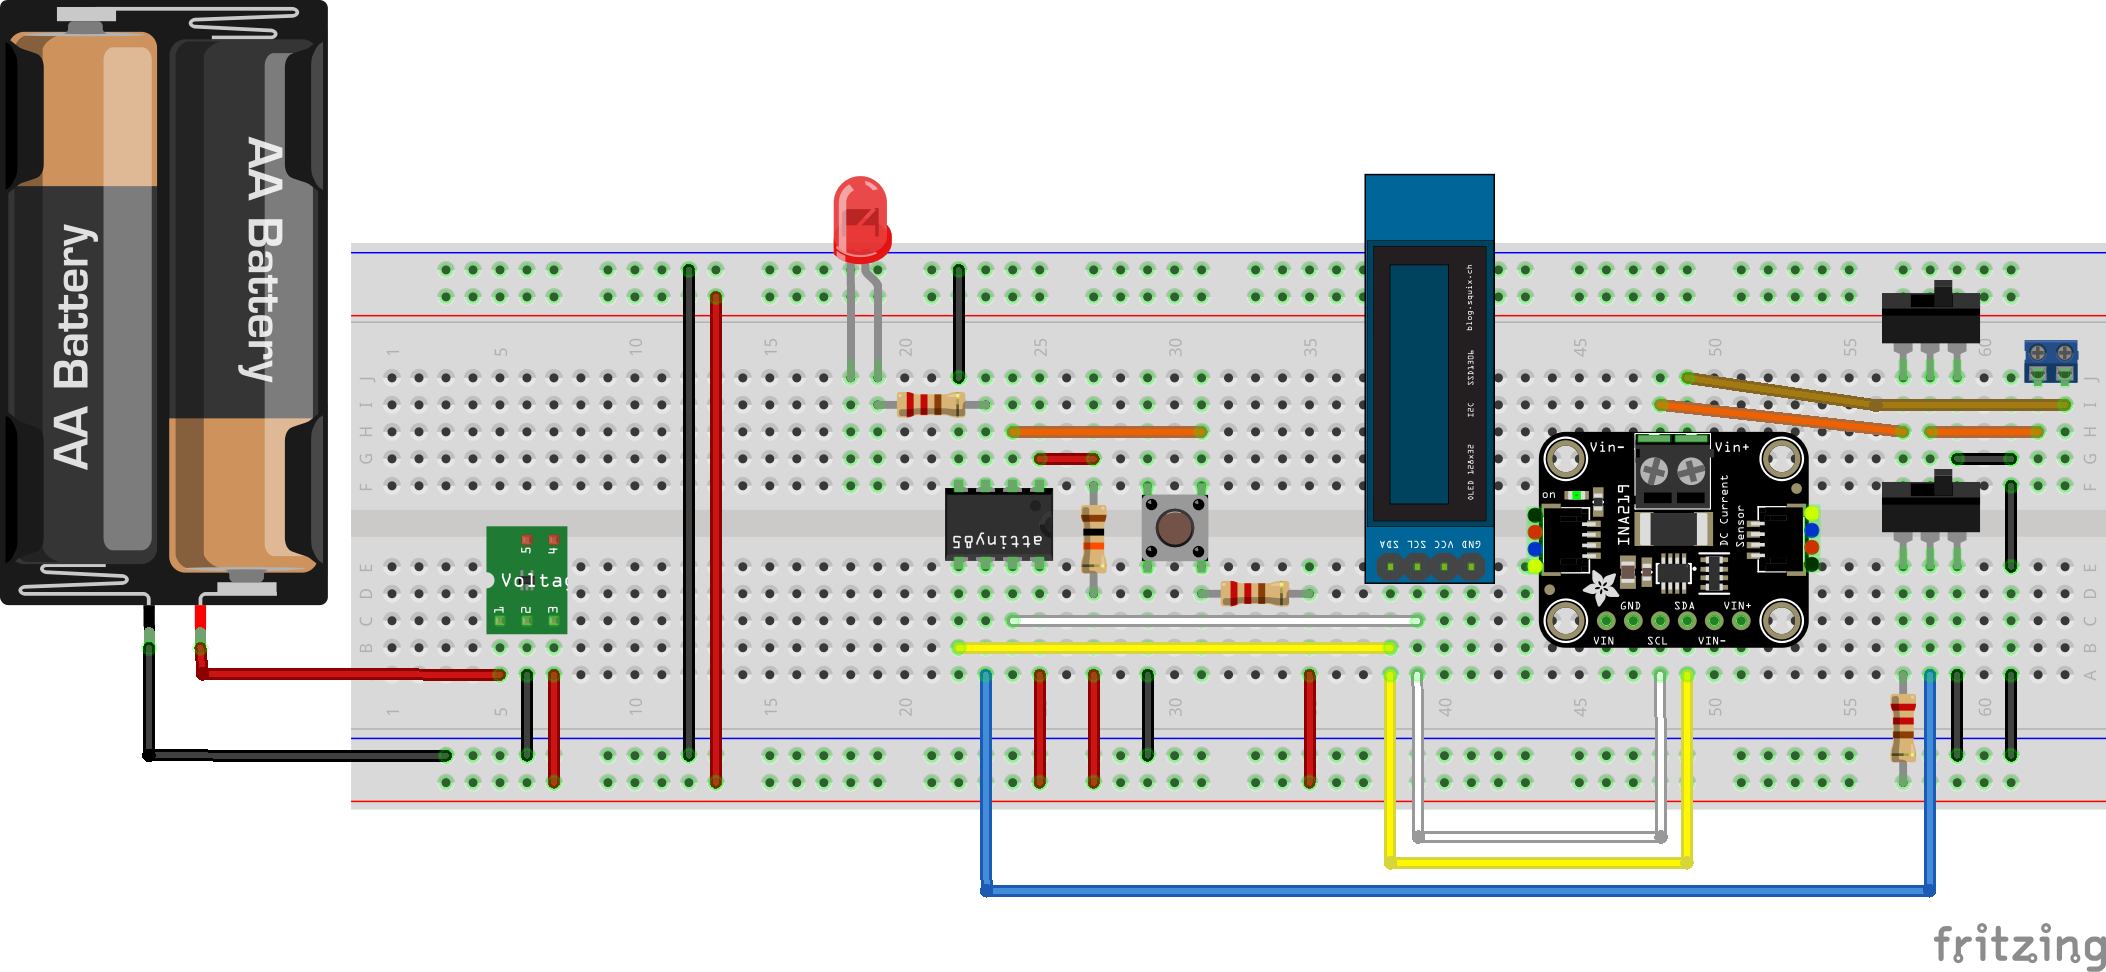 AA Battery
AA Battery
1
5
10
15
20
25
30
35
45
50
55
60
J
I
H
G
F
J
I
H
G
F
E
D
C
B
A
E
D
C
B
A
1
5
10
15
20
30
40
45
50
55
60
5
4
Voltag
1
2
3
attiny85
OLED 128x32
I2C
SSD1306
blog.squix.ch
SDA
SCL
VCC
GND
Vin-
Vin+
on
INA219
DC Current
Sensor
GND
SDA
VIN+
VIN
SCL
VIN-
fritzing